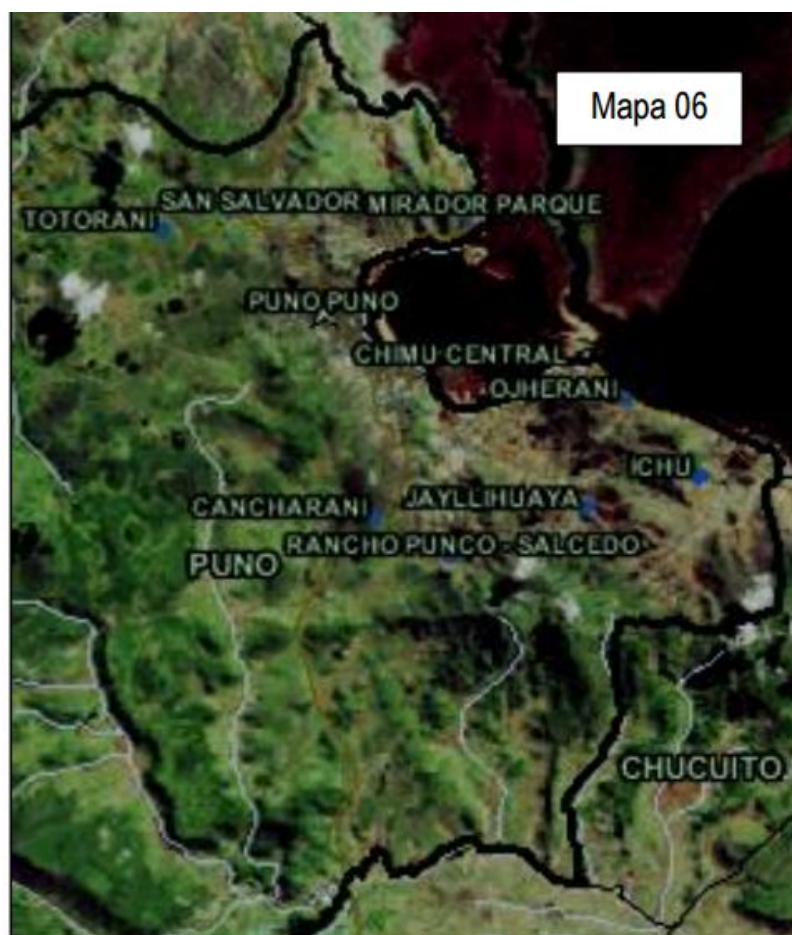 Mapa 06
SAN SALVADOR MIRADOR PARQUE
TOTORANI
PUNO PUNO
CHIMU CENTRAL
OJHERANI
ICHU
CANCHARANI JAYLLIHUAYA
RANCHO PUNCO - SALCEDO
PUNO
CHUCUITO